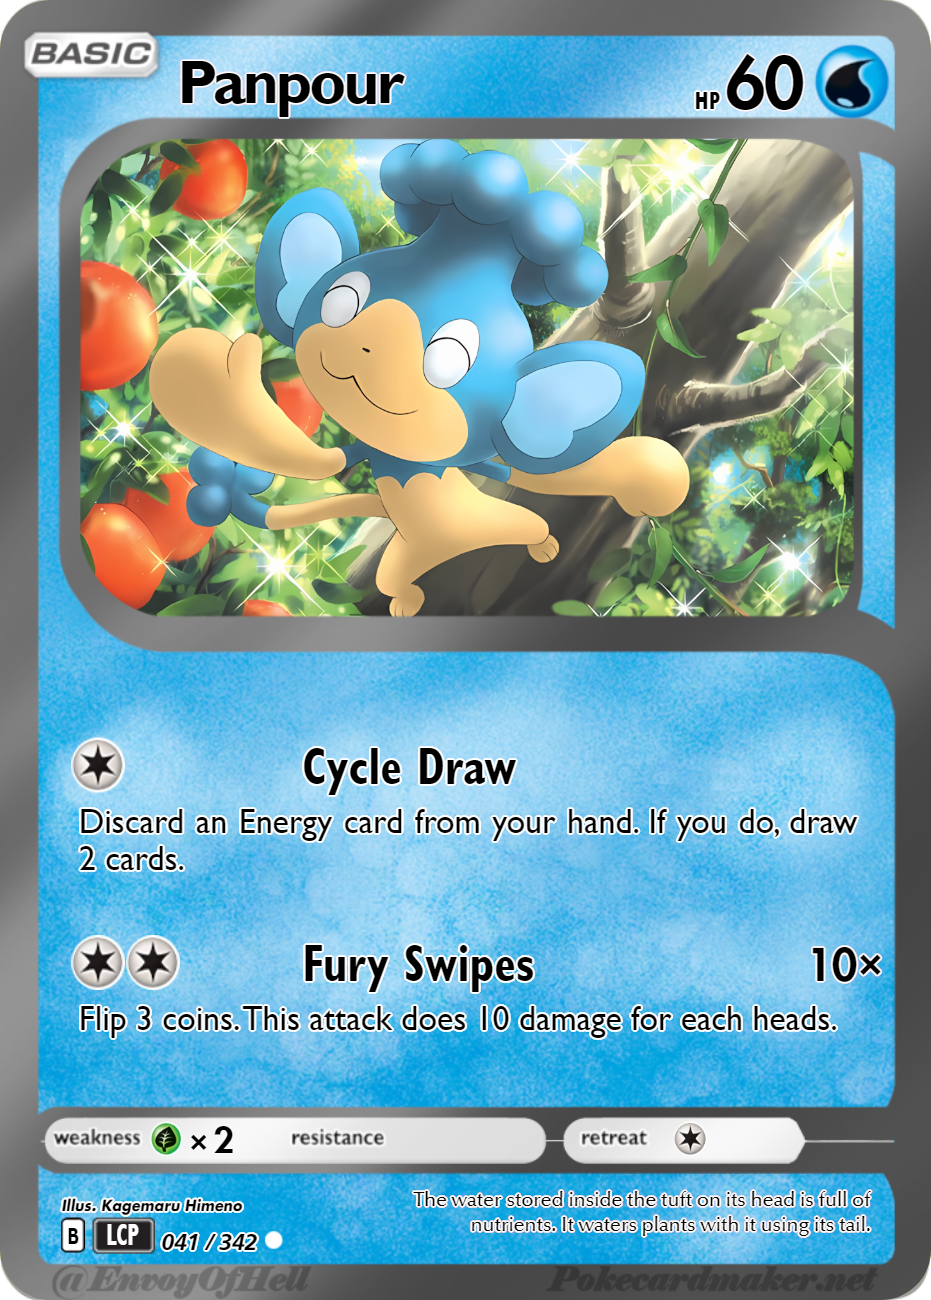 BASIC
Panpour
HP 60
Cycle Draw
Discard an Energy card from your hand. If you do, draw
2 cards.
Fury Swipes 10×
Flip 3 coins. This attack does 10 damage for each heads.
weakness × 2 resistance retreat
Illus. Kagemaru Himeno
B LCP 041 / 342
The water stored inside the tuft on its head is full of
nutrients. It waters plants with it using its tail.
@EnvoyOfHell Pokecardmaker.net